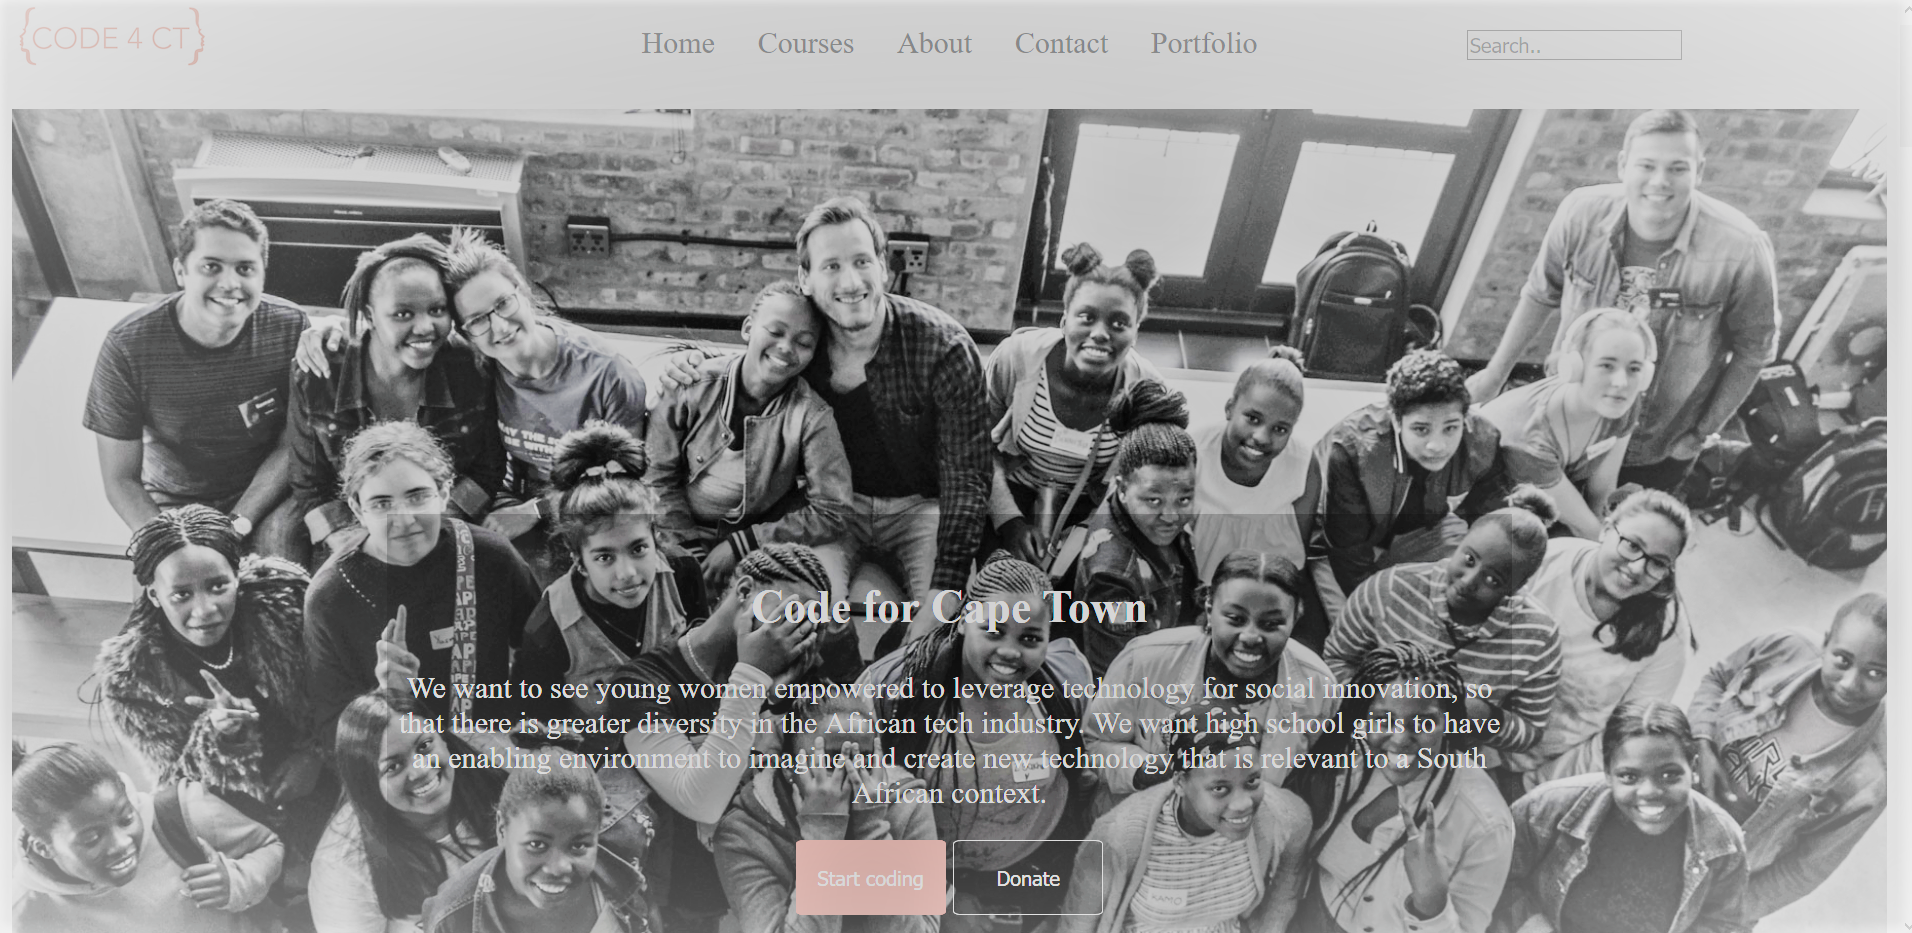 {CODE 4 CT}
Home Courses About Contact Portfolio
Search..
Code for Cape Town
We want to see young women empowered to leverage technology for social innovation, so
that there is greater diversity in the African tech industry. We want high school girls to have
an enabling environment to imagine and create new technology that is relevant to a South
African context.
Start coding Donate